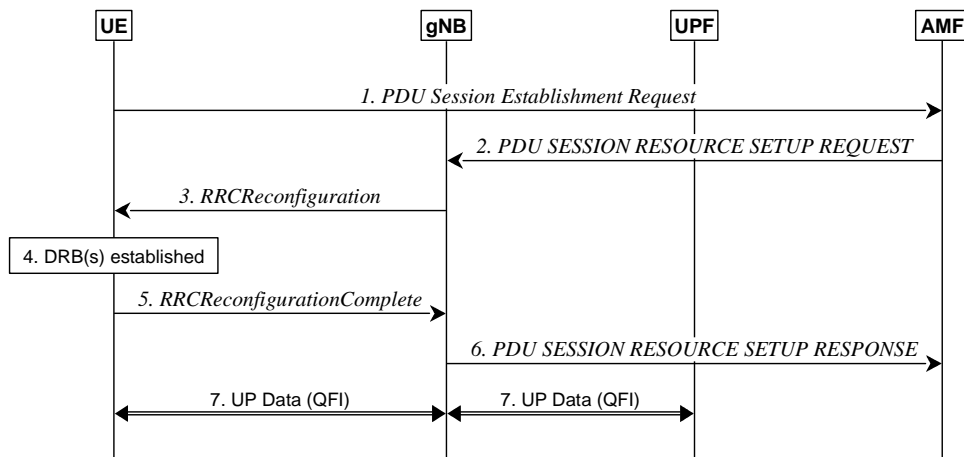 UE
gNB
UPF
AMF
1. PDU Session Establishment Request
2. PDU SESSION RESOURCE SETUP REQUEST
3. RRCReconfiguration
4. DRB(s) established
5. RRCReconfigurationComplete
6. PDU SESSION RESOURCE SETUP RESPONSE
7. UP Data (QFI)
7. UP Data (QFI)